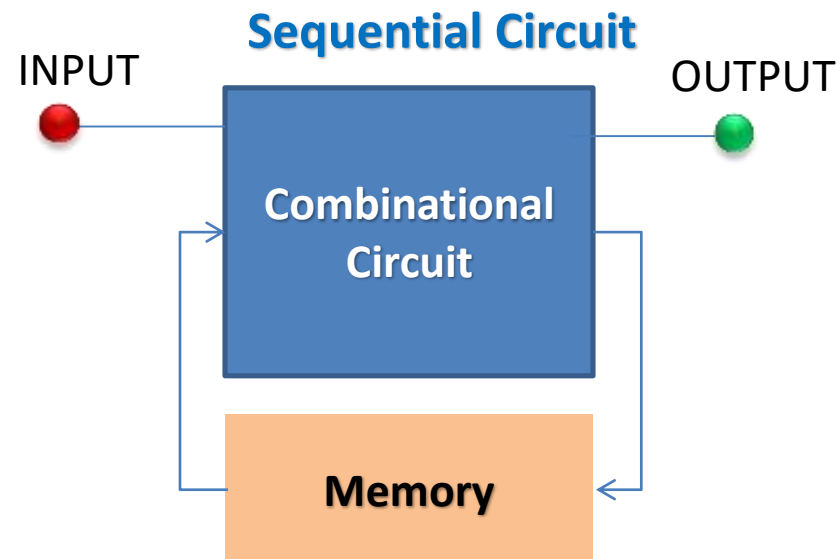 Sequential Circuit
INPUT
OUTPUT
Combinational
Circuit
Memory